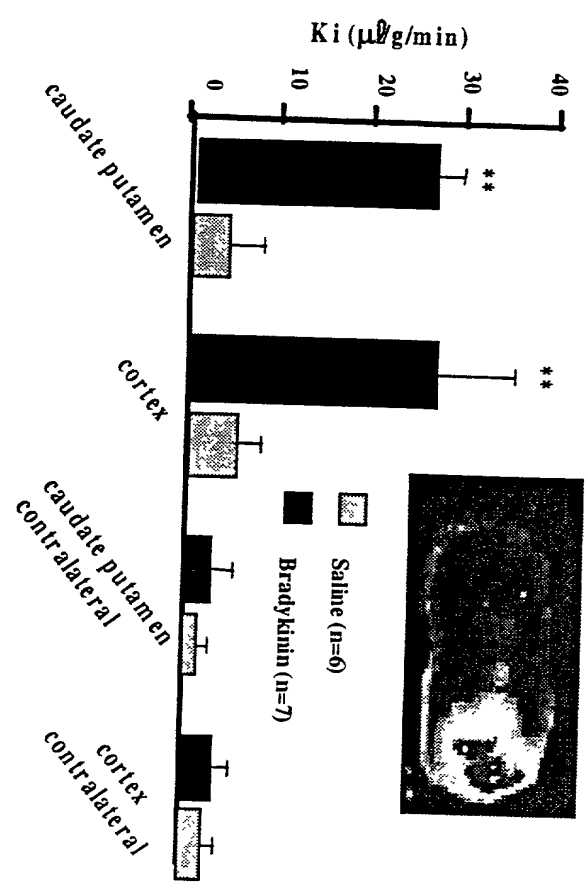 Ki (µl/g/min)
40
30
20
10
0
**
**
Saline (n=6)
Bradykinin (n=7)
caudate putamen
cortex
caudate putamen
contralateral
cortex
contralateral